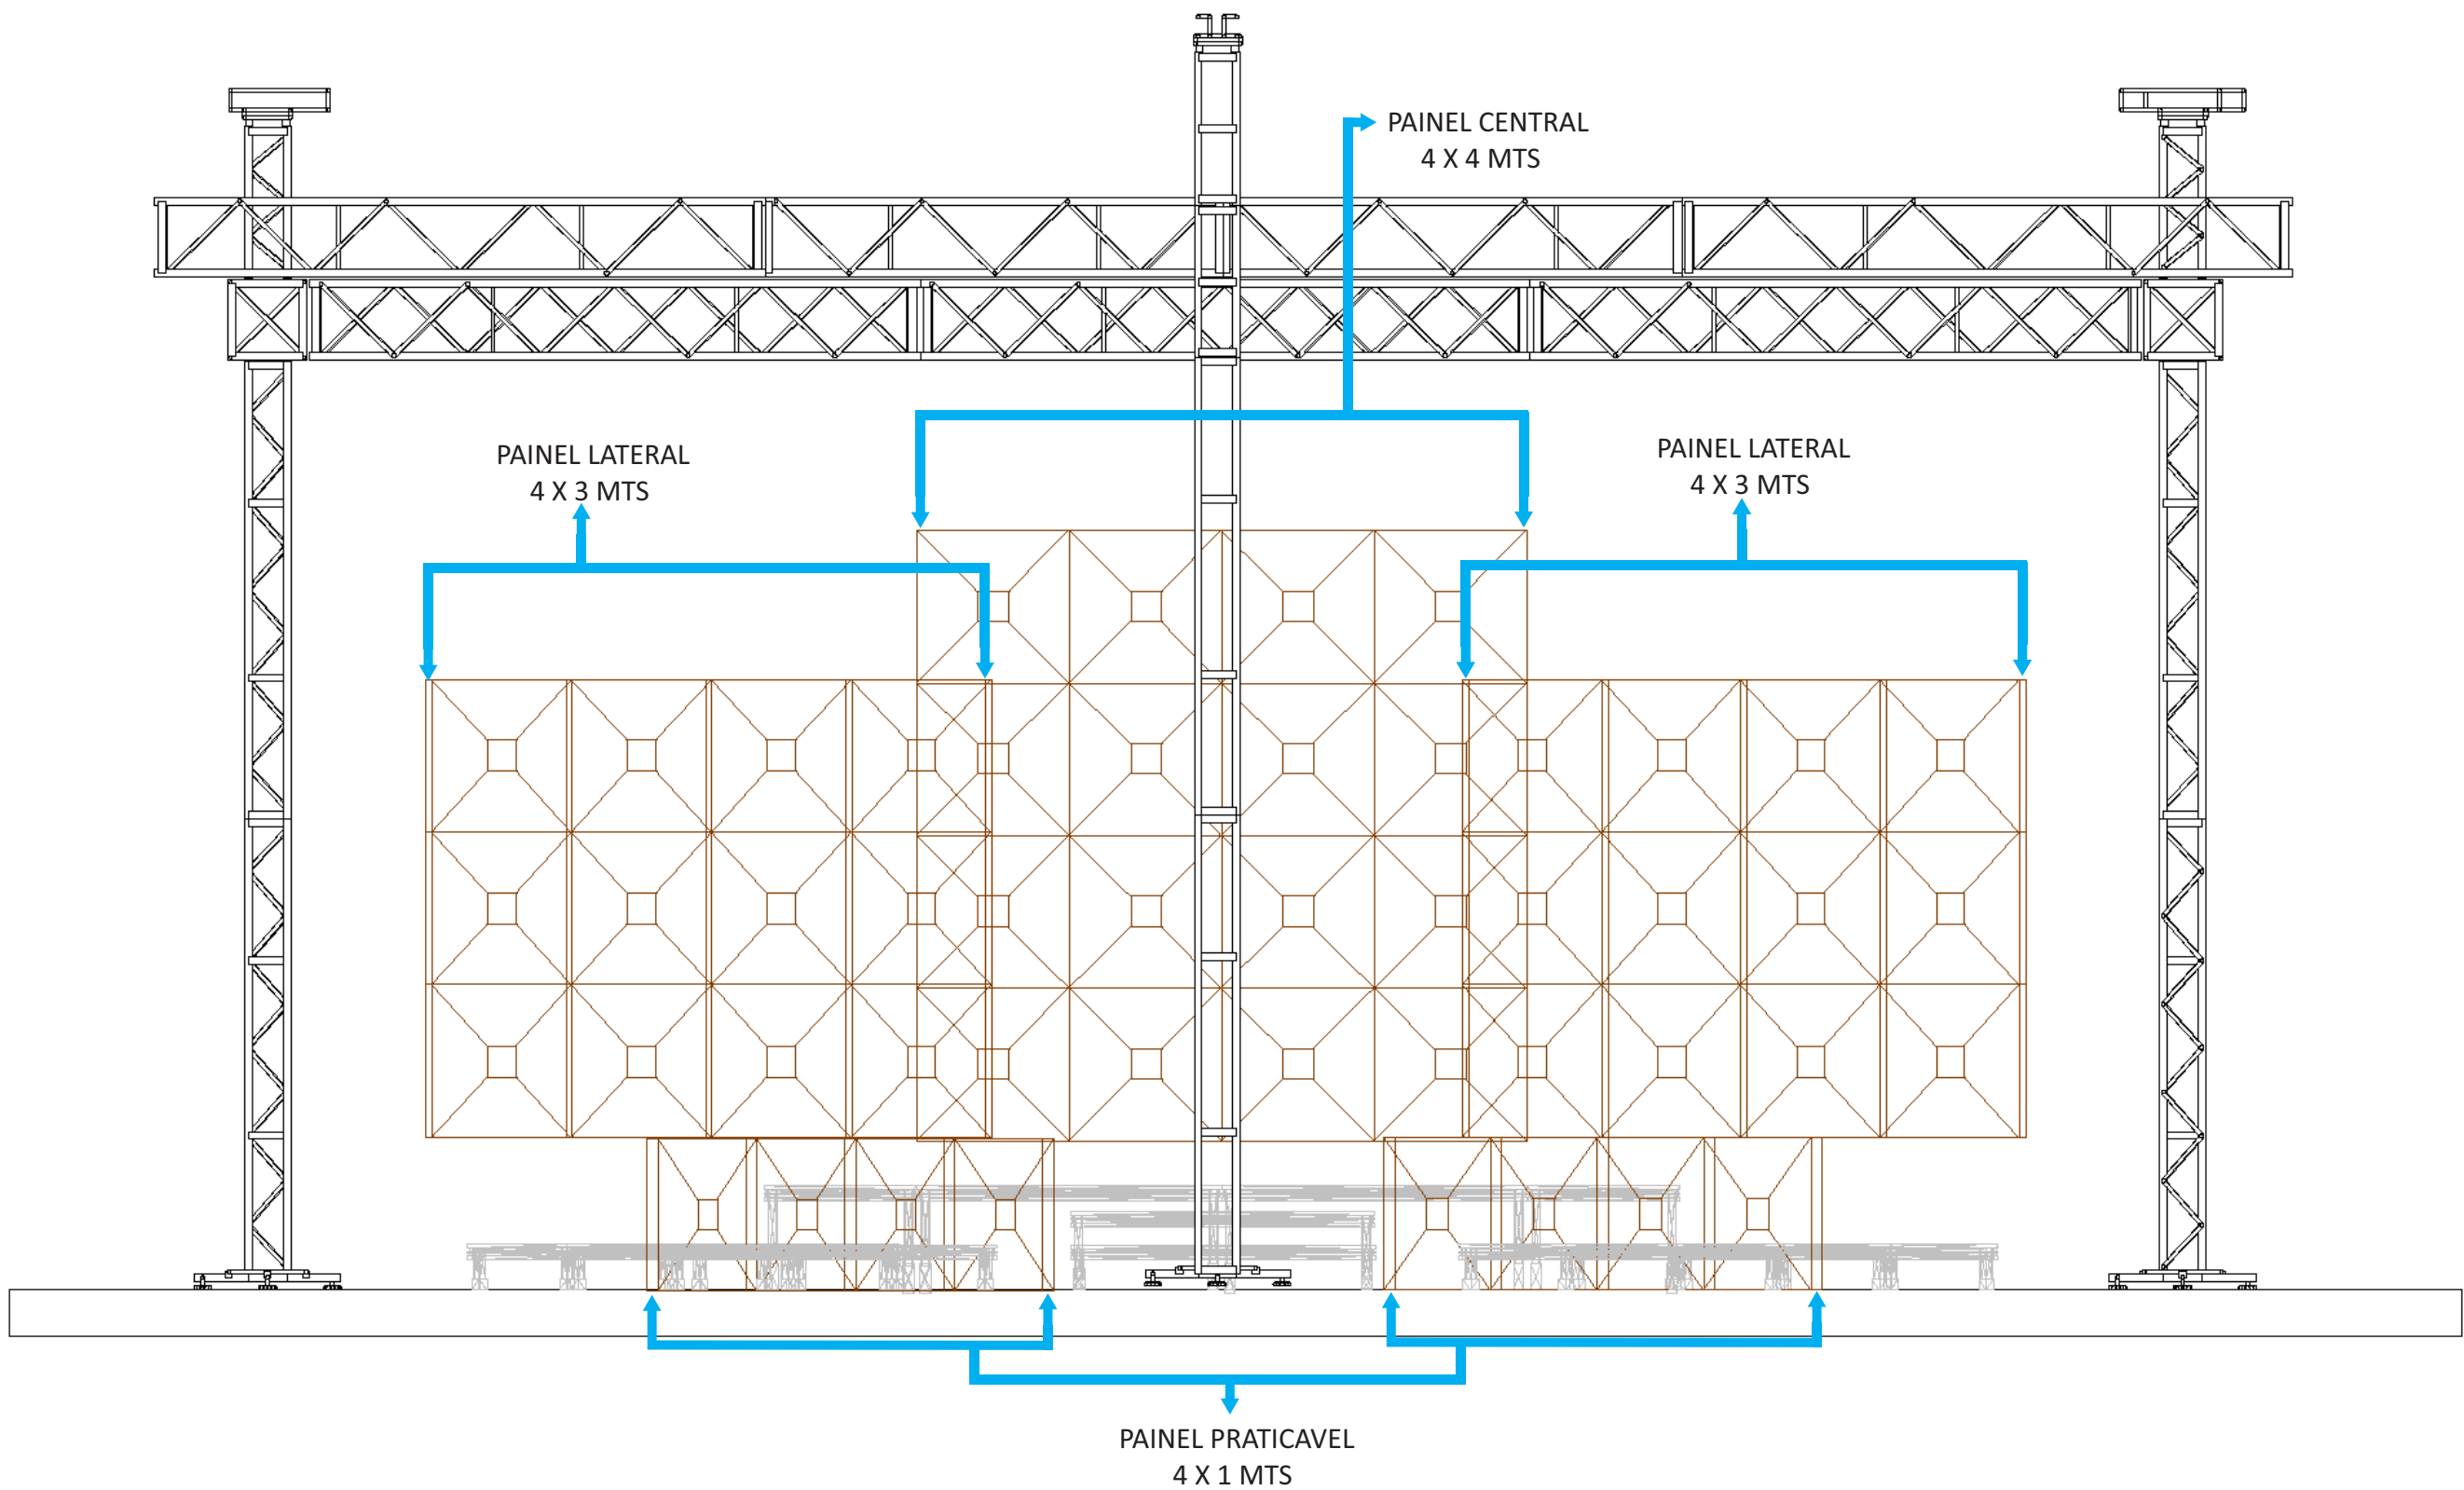 PAINEL CENTRAL
4 X 4 MTS
PAINEL LATERAL
4 X 3 MTS
PAINEL LATERAL
4 X 3 MTS
PAINEL PRATICAVEL
4 X 1 MTS